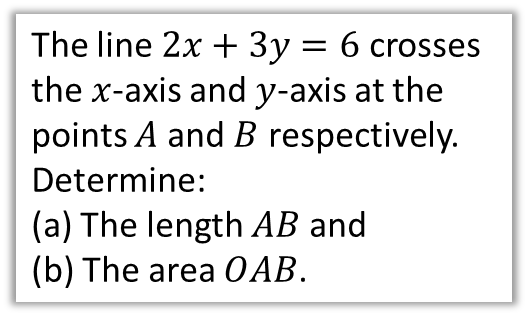 The line 2x + 3y = 6 crosses
the x-axis and y-axis at the
points A and B respectively.
Determine:
(a) The length AB and
(b) The area OAB.